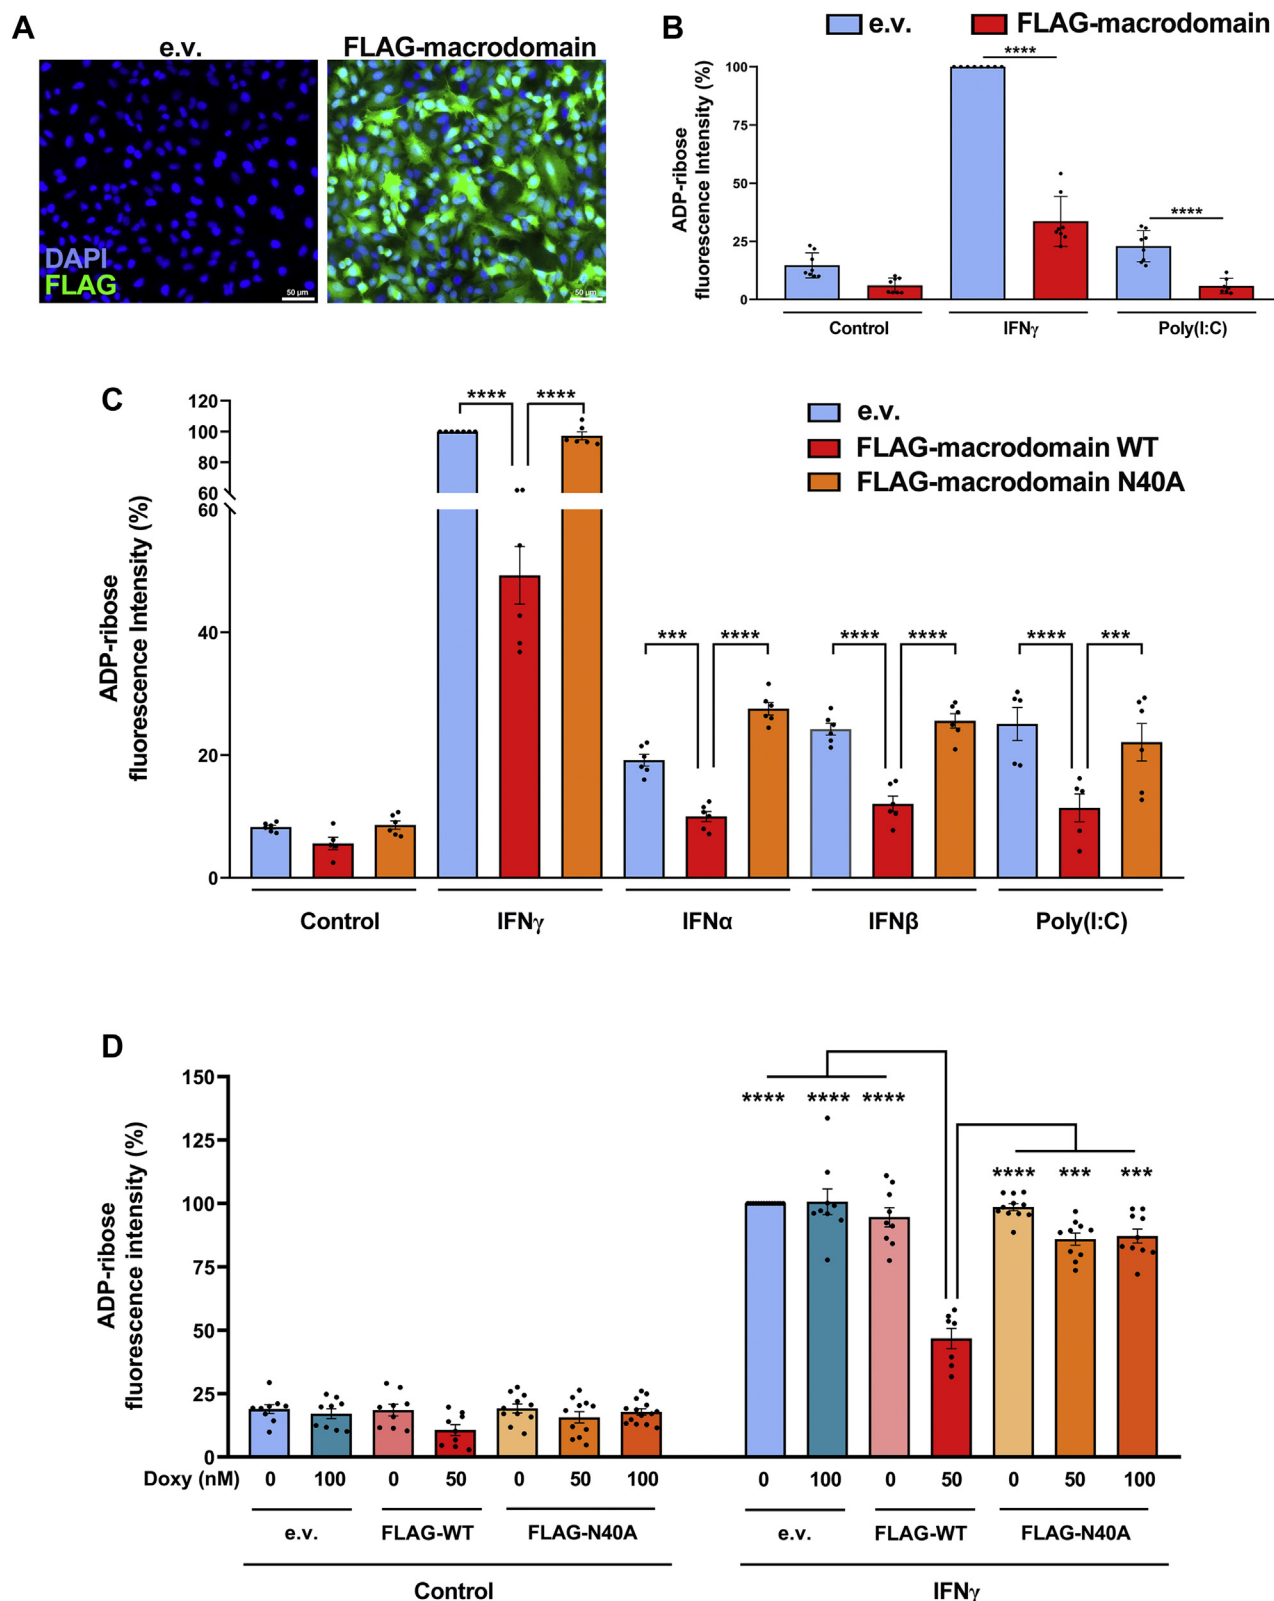 A
e.v.
FLAG-macrodomain
DAPI
FLAG
50 µm
50 µm
B
e.v.
FLAG-macrodomain
ADP-ribose
fluorescence Intensity (%)
100
75
50
25
0
****
****
Control
IFNγ
Poly(I:C)
C
e.v.
FLAG-macrodomain WT
FLAG-macrodomain N40A
ADP-ribose
fluorescence Intensity (%)
120
100
80
60
60
40
20
0
**** ****
*** ****
**** ****
**** ***
Control
IFNγ
IFNα
IFNβ
Poly(I:C)
D
ADP-ribose
fluorescence intensity (%)
150
125
100
75
50
25
0
**** **** ****
**** *** ***
Doxy (nM) 0 100 0 50 0 50 100 0 100 0 50 0 50 100
e.v. FLAG-WT FLAG-N40A e.v. FLAG-WT FLAG-N40A
Control IFNγ